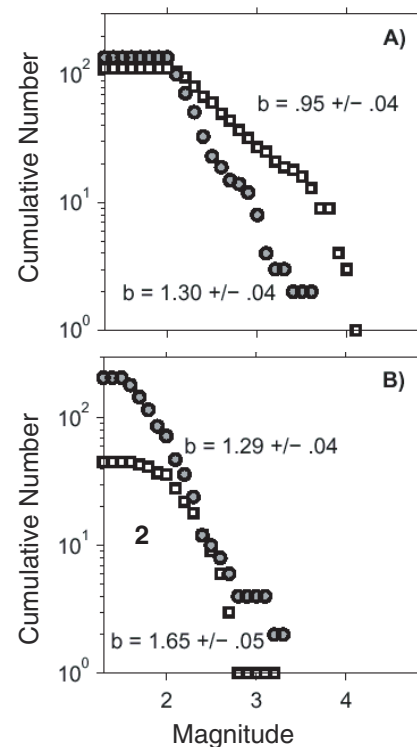 A)
10²
b = .95 +/− .04
Cumulative Number
10¹
b = 1.30 +/− .04
10⁰
B)
10²
b = 1.29 +/− .04
Cumulative Number
2
10¹
b = 1.65 +/− .05
10⁰
2 3 4
Magnitude